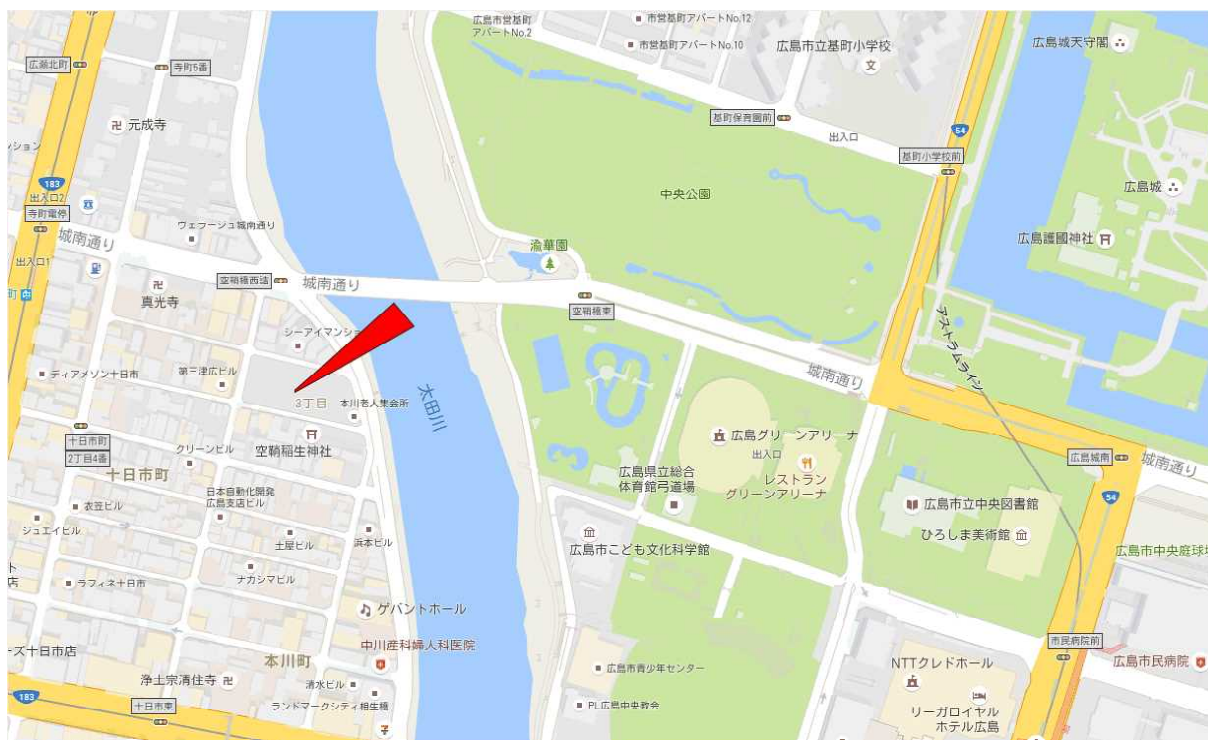 広島市営基町
アパートNo.2
市営基町アパートNo.12
市営基町アパートNo.10
広島市立基町小学校
文
広島城天守閣
広瀬北町
寺町5番
元成寺
基町保育園前
出入口
54
基町小学校前
ンション
183
出入口2
寺町電停
中央公園
広島城
ウェフージュ城南通り
広島護國神社
城南通り
渝華園
出入口1
町
真光寺
空鞘橋西詰
城南通り
空鞘橋東
アストラムライン
シーアイマンショ
第三津広ビル
ディアメゾン十日市
城南通り
太田川
3丁目
本川老人集会所
十日市町
2丁目4番
クリーンビル
空鞘稲生神社
広島グリーンアリーナ
出入口
レストラン
グリーンアリーナ
広島県立総合
体育館弓道場
広島城南
城南通り
54
十日市町
衣笠ビル
日本自動化開発
広島支店ビル
広島市立中央図書館
ひろしま美術館
シュエイビル
土屋ビル
浜本ビル
広島市こども文化科学館
広島市中央庭球場
ト
店
ラフィネ十日市
ナカシマビル
ゲバントホール
中川産科婦人科医院
市民病院前
ーズ十日市店
本川町
広島市青少年センター
NTTクレドホール
広島市民病院
浄土宗清住寺
清水ビル
183
十日市東
ランドマークシティ相生橋
PL広島中央教会
リーガロイヤル
ホテル広島